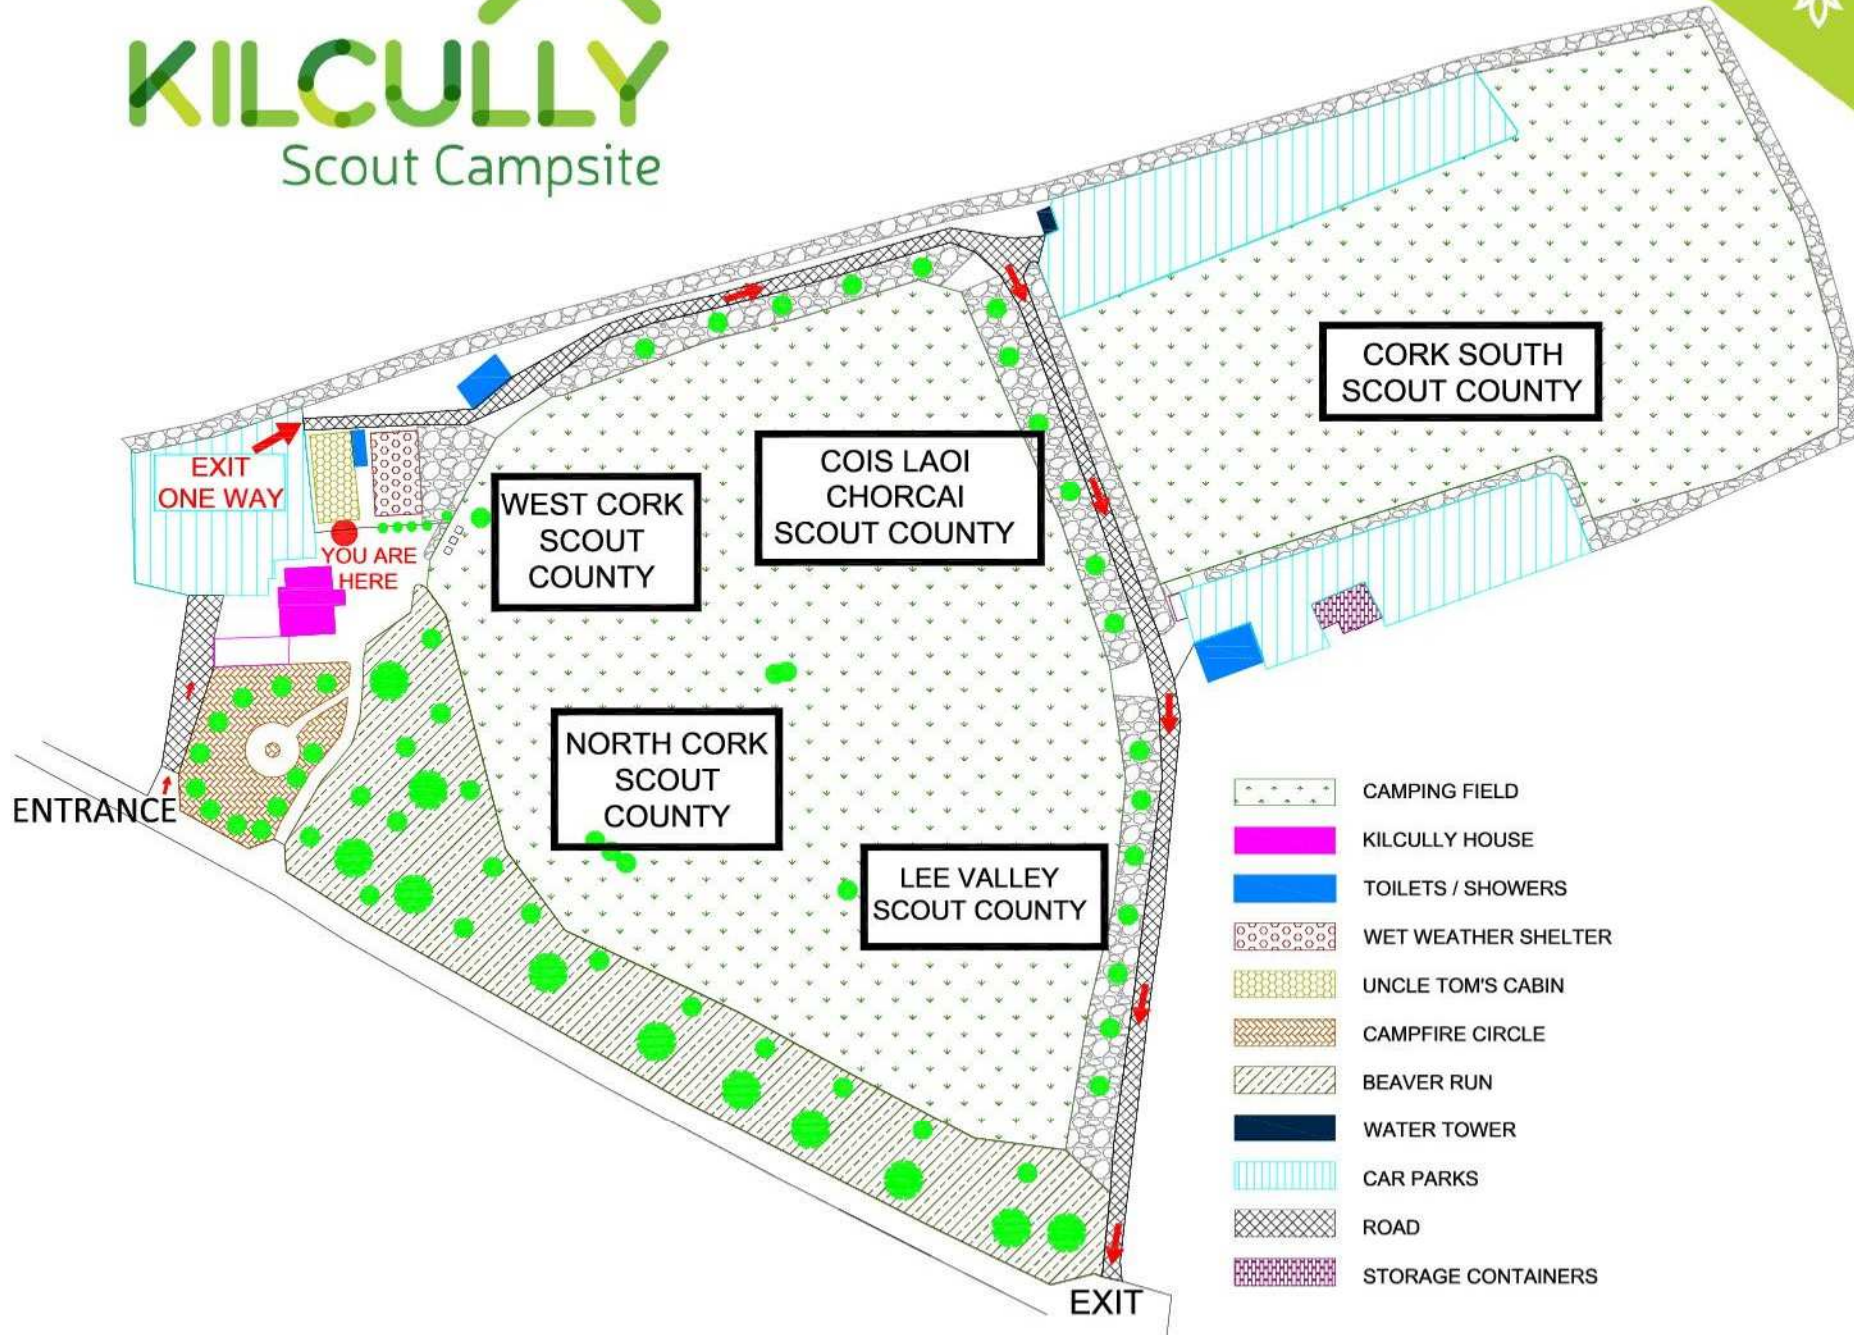 KILCULLY
Scout Campsite
CORK SOUTH
SCOUT COUNTY
COIS LAOI
CHORCAI
SCOUT COUNTY
EXIT
ONE WAY
WEST CORK
SCOUT
COUNTY
YOU ARE
HERE
NORTH CORK
SCOUT
COUNTY
ENTRANCE
LEE VALLEY
SCOUT COUNTY
CAMPING FIELD
KILCULLY HOUSE
TOILETS / SHOWERS
WET WEATHER SHELTER
UNCLE TOM'S CABIN
CAMPFIRE CIRCLE
BEAVER RUN
WATER TOWER
CAR PARKS
ROAD
STORAGE CONTAINERS
EXIT